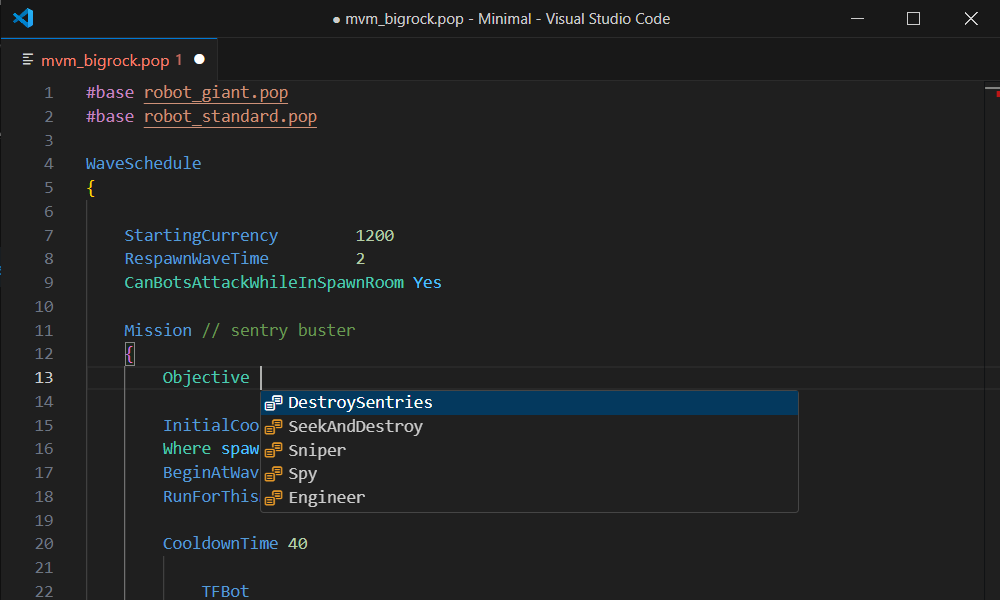 ● mvm_bigrock.pop - Minimal - Visual Studio Code
mvm_bigrock.pop 1 ●
1 #base robot_giant.pop
2 #base robot_standard.pop
3
4 WaveSchedule
5 {
6
7 StartingCurrency 1200
8 RespawnWaveTime 2
9 CanBotsAttackWhileInSpawnRoom Yes
10
11 Mission // sentry buster
12 {
13 Objective
DestroySentries
14
SeekAndDestroy
15 InitialCoo
Sniper
16 Where spaw
Spy
17 BeginAtWav
Engineer
18 RunForThis
19
20 CooldownTime 40
21
22 TFBot